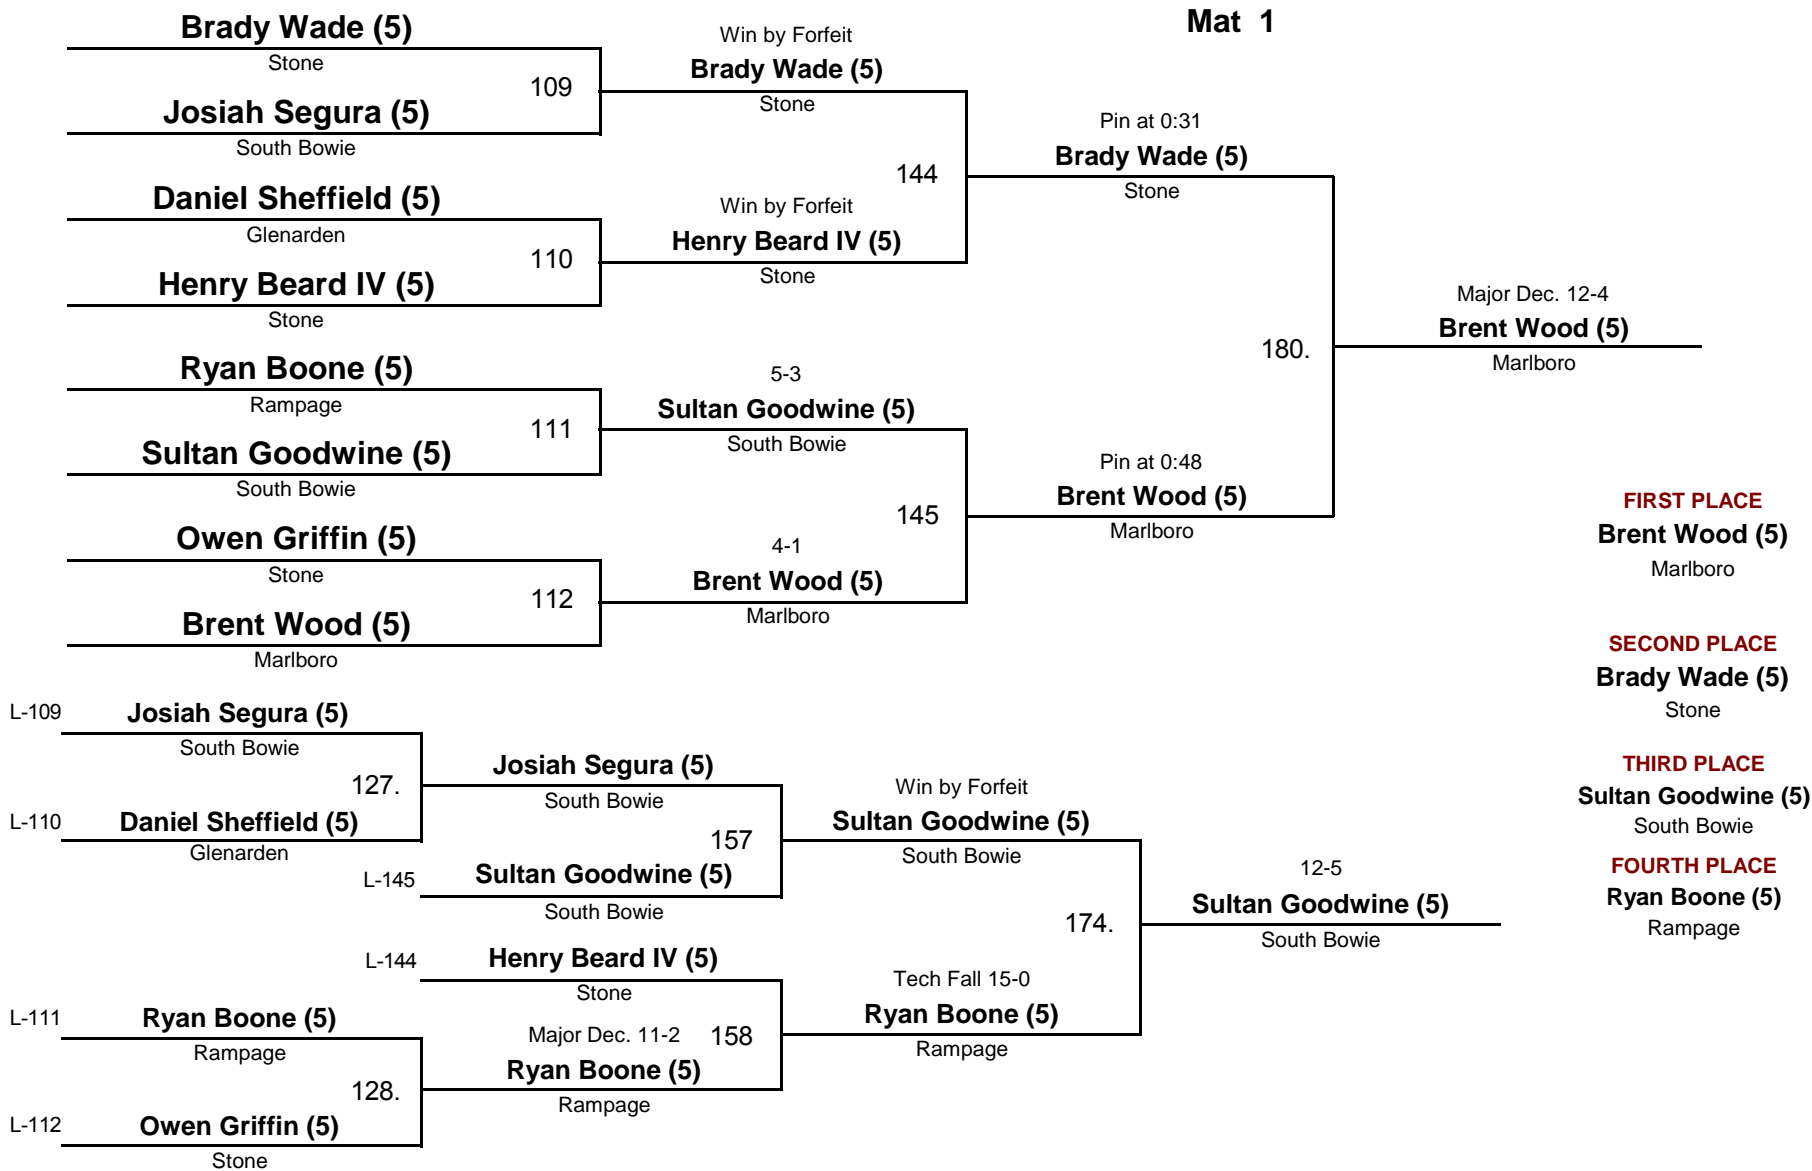 Mat 1
Brady Wade (5)
Stone
109
Josiah Segura (5)
South Bowie
Daniel Sheffield (5)
Glenarden
110
Henry Beard IV (5)
Stone
Ryan Boone (5)
Rampage
111
Sultan Goodwine (5)
South Bowie
Owen Griffin (5)
Stone
112
Brent Wood (5)
Marlboro
Win by Forfeit
Brady Wade (5)
Stone
144
Win by Forfeit
Henry Beard IV (5)
Stone
5-3
Sultan Goodwine (5)
South Bowie
145
4-1
Brent Wood (5)
Marlboro
Pin at 0:31
Brady Wade (5)
Stone
180.
Pin at 0:48
Brent Wood (5)
Marlboro
Major Dec. 12-4
Brent Wood (5)
Marlboro
L-109
Josiah Segura (5)
South Bowie
127.
L-110
Daniel Sheffield (5)
Glenarden
L-111
Ryan Boone (5)
Rampage
128.
L-112
Owen Griffin (5)
Stone
Josiah Segura (5)
South Bowie
157
L-145
Sultan Goodwine (5)
South Bowie
L-144
Henry Beard IV (5)
Stone
Major Dec. 11-2
158
Ryan Boone (5)
Rampage
Win by Forfeit
Sultan Goodwine (5)
South Bowie
174.
Tech Fall 15-0
Ryan Boone (5)
Rampage
12-5
Sultan Goodwine (5)
South Bowie
FIRST PLACE
Brent Wood (5)
Marlboro
SECOND PLACE
Brady Wade (5)
Stone
THIRD PLACE
Sultan Goodwine (5)
South Bowie
FOURTH PLACE
Ryan Boone (5)
Rampage